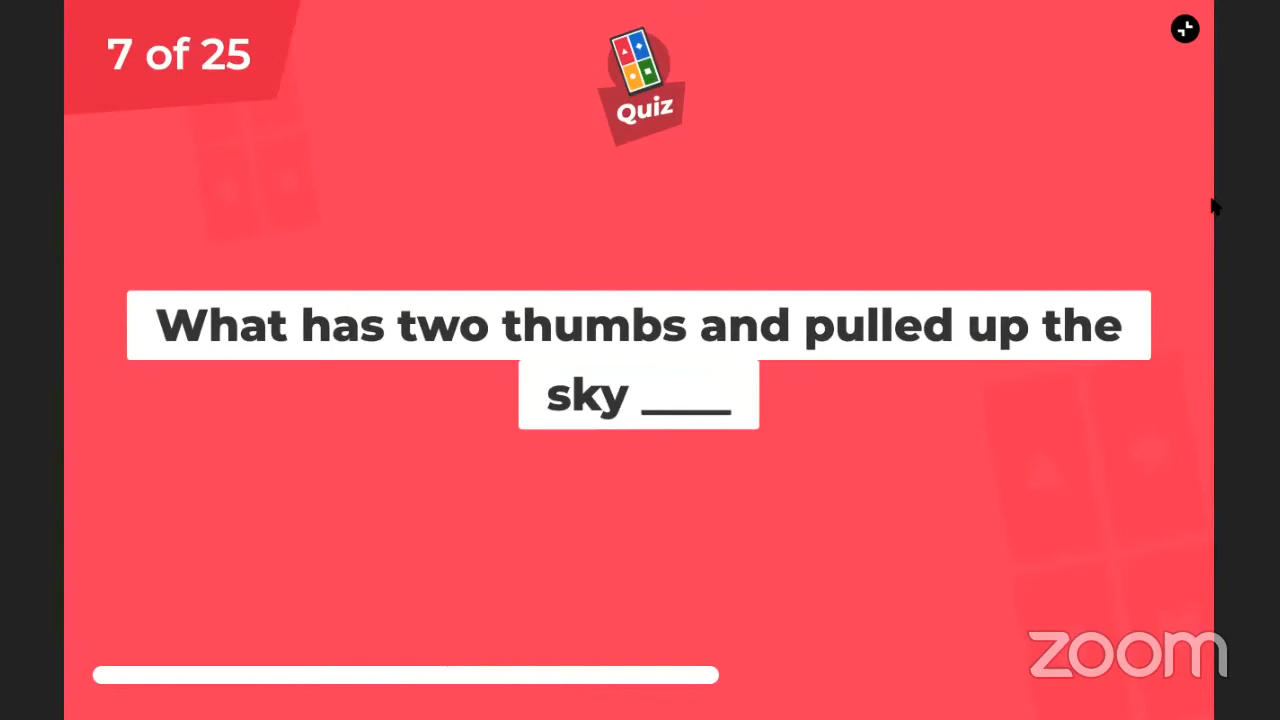 7 of 25
Quiz
What has two thumbs and pulled up the
sky ____
zoom